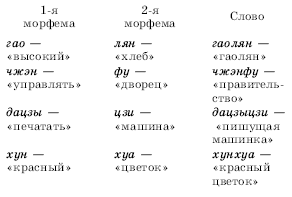 1-я 2-я Слово
морфема морфема
гао — лян — гаолян —
«высокий» «хлеб» «гаолян»
чжэн — фу — чжэнфу —
«управлять» «дворец» «правитель-
ство»
дацзы — цзи — дацзыцзи —
«печатать» «машина» «пишущая
машинка»
хун — хуа — хунхуа —
«красный» «цветок» «красный
цветок»